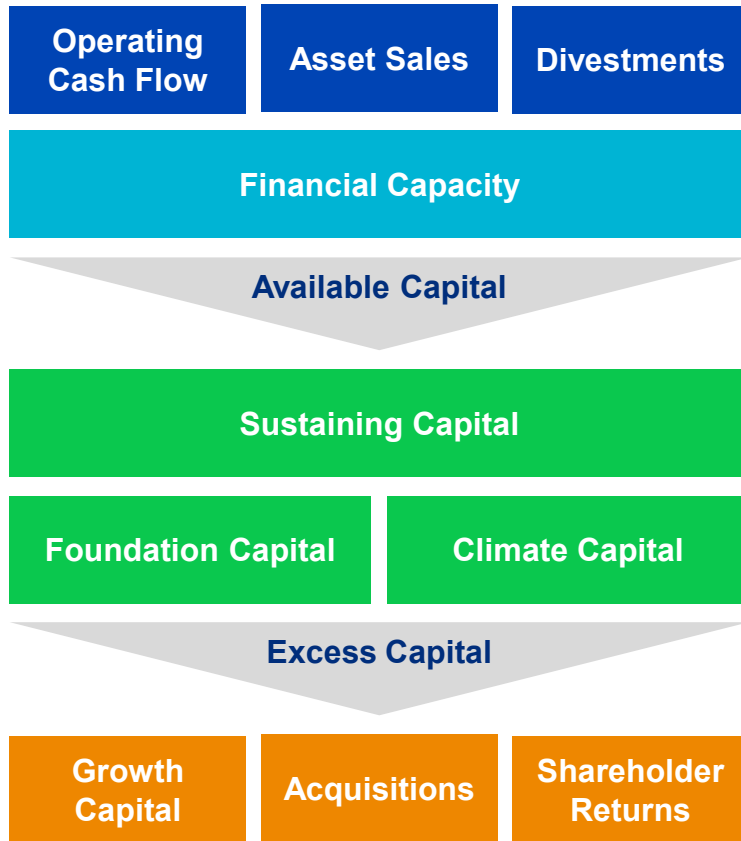 Operating
Cash Flow
Asset Sales
Divestments
Financial Capacity
Available Capital
Sustaining Capital
Foundation Capital
Climate Capital
Excess Capital
Growth
Capital
Acquisitions
Shareholder
Returns